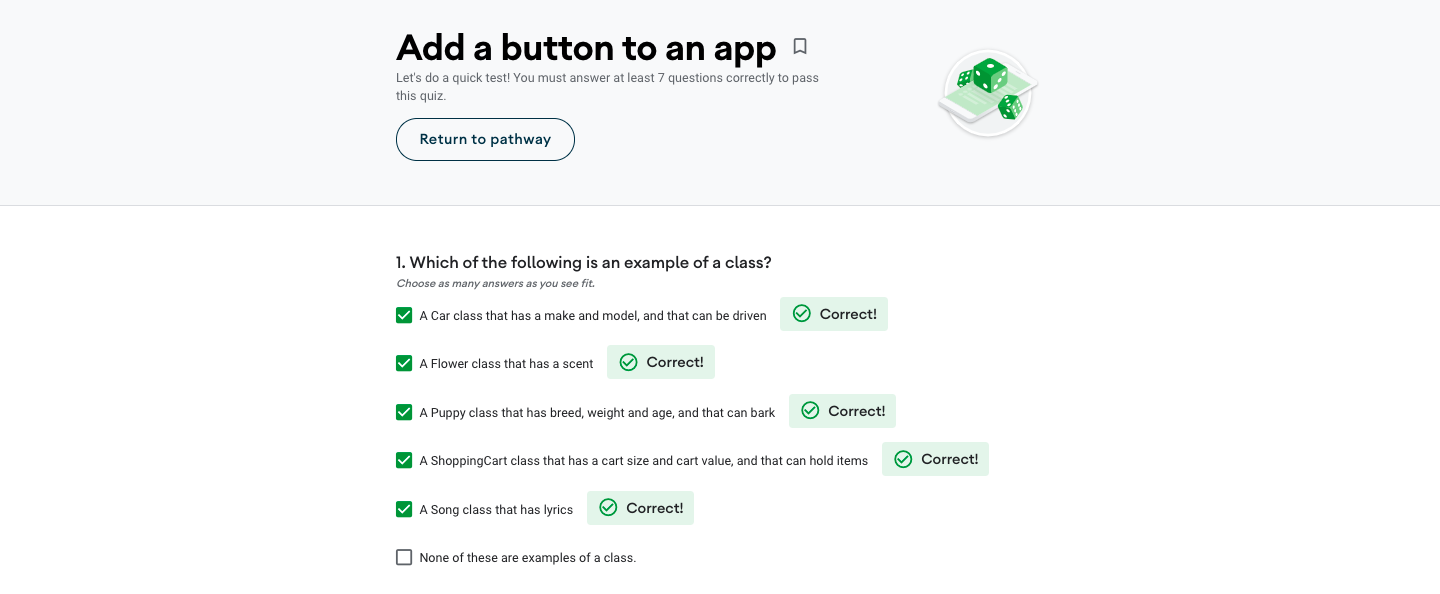 Add a button to an app
Let's do a quick test! You must answer at least 7 questions correctly to pass
this quiz.
Return to pathway
1. Which of the following is an example of a class?
Choose as many answers as you see fit.
A Car class that has a make and model, and that can be driven Correct!
A Flower class that has a scent Correct!
A Puppy class that has breed, weight and age, and that can bark Correct!
A ShoppingCart class that has a cart size and cart value, and that can hold items Correct!
A Song class that has lyrics Correct!
None of these are examples of a class.